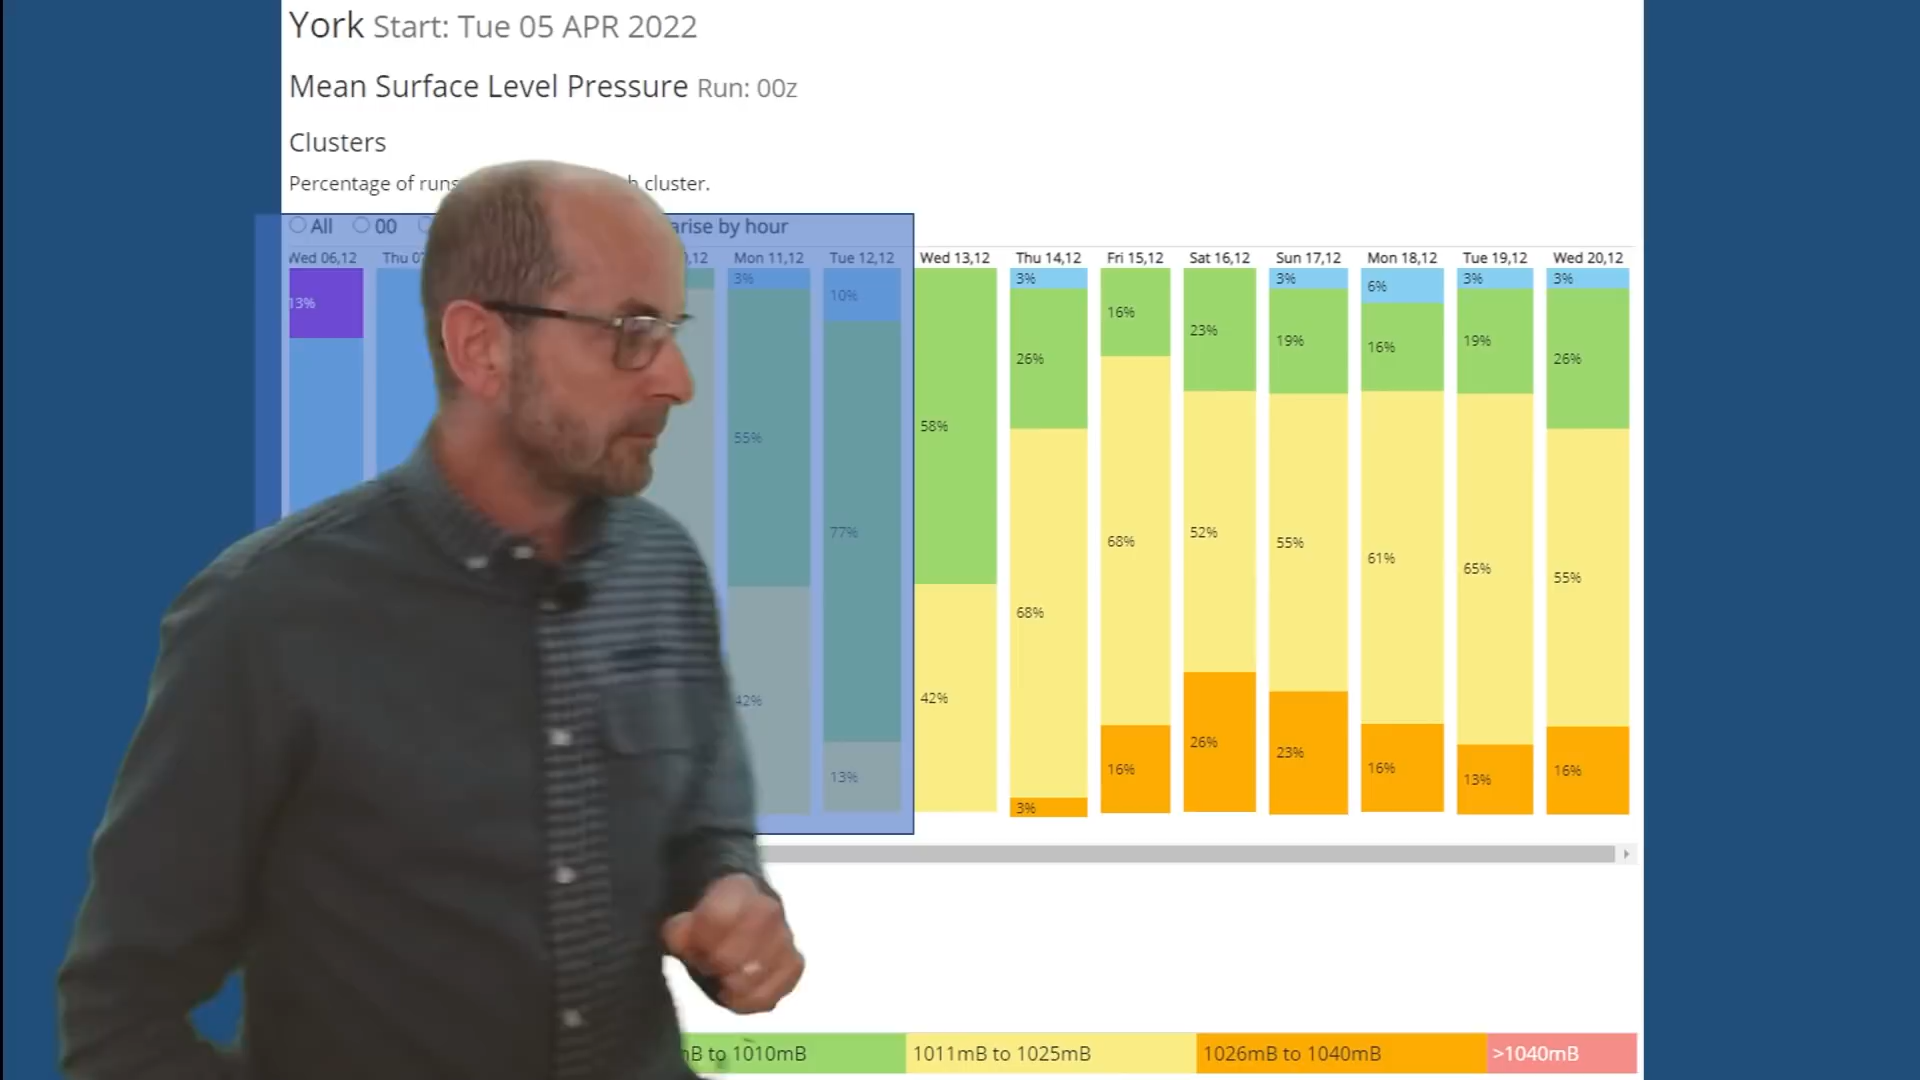 York Start: Tue 05 APR 2022
Mean Surface Level Pressure Run: 00z
Clusters
Percentage of runs cluster.
All 00 by hour
Wed 06,12 Thu Mon 11,12 Tue 12,12 Wed 13,12 Thu 14,12 Fri 15,12 Sat 16,12 Sun 17,12 Mon 18,12 Tue 19,12 Wed 20,12
3% 3% 3% 3% 3%
13% 10% 16% 6%
26% 23% 19% 16% 19% 26%
55% 58%
77% 68% 68% 52% 55% 61% 65% 55%
42% 42%
13% 3% 16% 26% 23% 16% 13% 16%
to 1010mB 1011mB to 1025mB 1026mB to 1040mB >1040mB